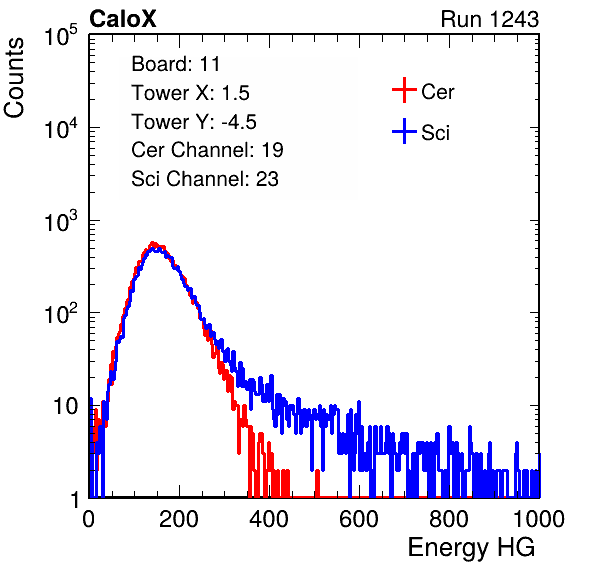 CaloX Run 1243
10^5
10^4
10^3
10^2
10
1
Counts
Board: 11
Tower X: 1.5
Tower Y: -4.5
Cer Channel: 19
Sci Channel: 23
Cer
Sci
0 200 400 600 800 1000
Energy HG